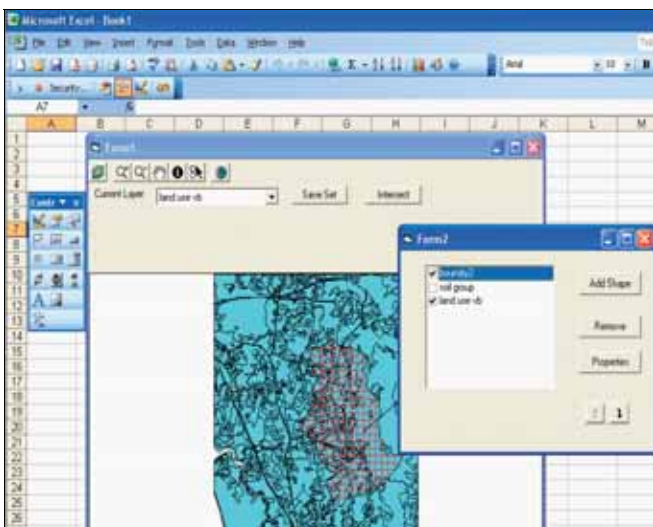 Microsoft Excel - Book1
File Edit View Insert Format Tools Data Window Help
Arial
10
B
Security...
A7
A B C D E F G H I J K L M
1
2
3
4
5
6
7
8
9
10
11
12
13
14
15
16
17
18
19
20
21
22
23
24
25
26
Form1
Current Layer
land use vb
Save Set
Intersect
Contr
Form2
land use vb
Add Shape
Remove
Properties